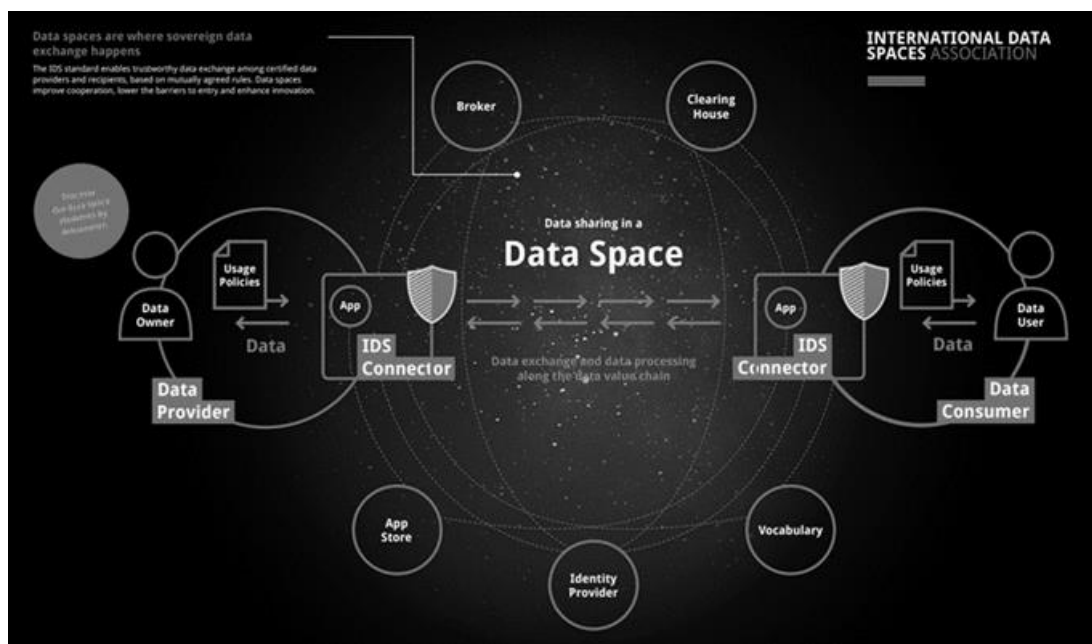 Data spaces are where sovereign data
exchange happens
The IDS standard enables trustworthy data exchange among certified data
providers and recipients, based on mutually agreed rules. Data spaces
improve cooperation, lower the barriers to entry and enhance innovation.
INTERNATIONAL DATA
SPACES ASSOCIATION
Broker
Clearing
House
Data sharing in a
Data Space
Usage
Policies
Data
Owner
Data
App
IDS
Connector
Data
Provider
Data exchange and data processing
along the data value chain
App
IDS
Connector
Usage
Policies
Data
User
Data
Data
Consumer
App
Store
Vocabulary
Identity
Provider